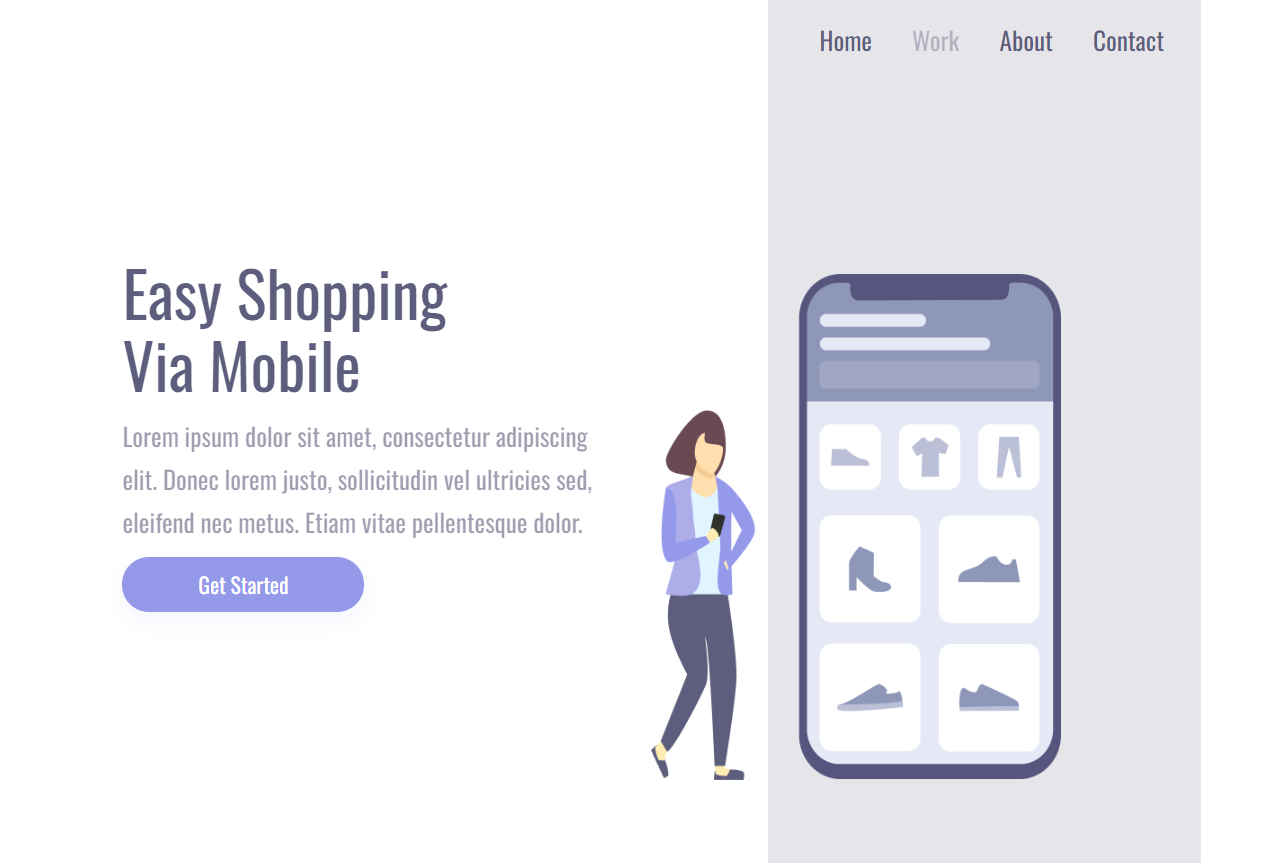 Home Work About Contact
Easy Shopping
Via Mobile
Lorem ipsum dolor sit amet, consectetur adipiscing
elit. Donec lorem justo, sollicitudin vel ultricies sed,
eleifend nec metus. Etiam vitae pellentesque dolor.
Get Started